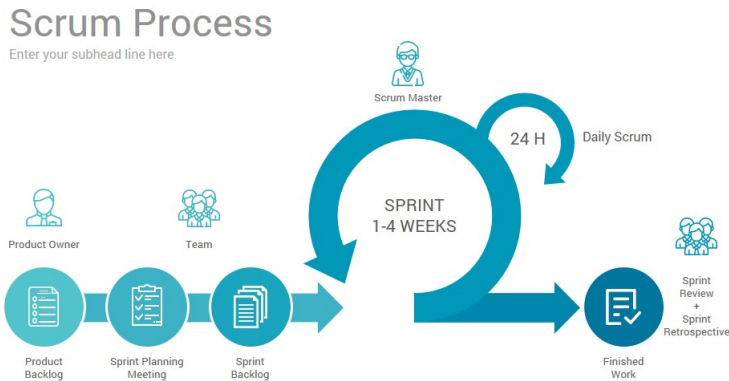 Scrum Process
Enter your subhead line here
Scrum Master
24 H
Daily Scrum
SPRINT
1-4 WEEKS
Product Owner
Team
Sprint
Review
+
Sprint
Retrospective
Product
Backlog
Sprint Planning
Meeting
Sprint
Backlog
Finished
Work